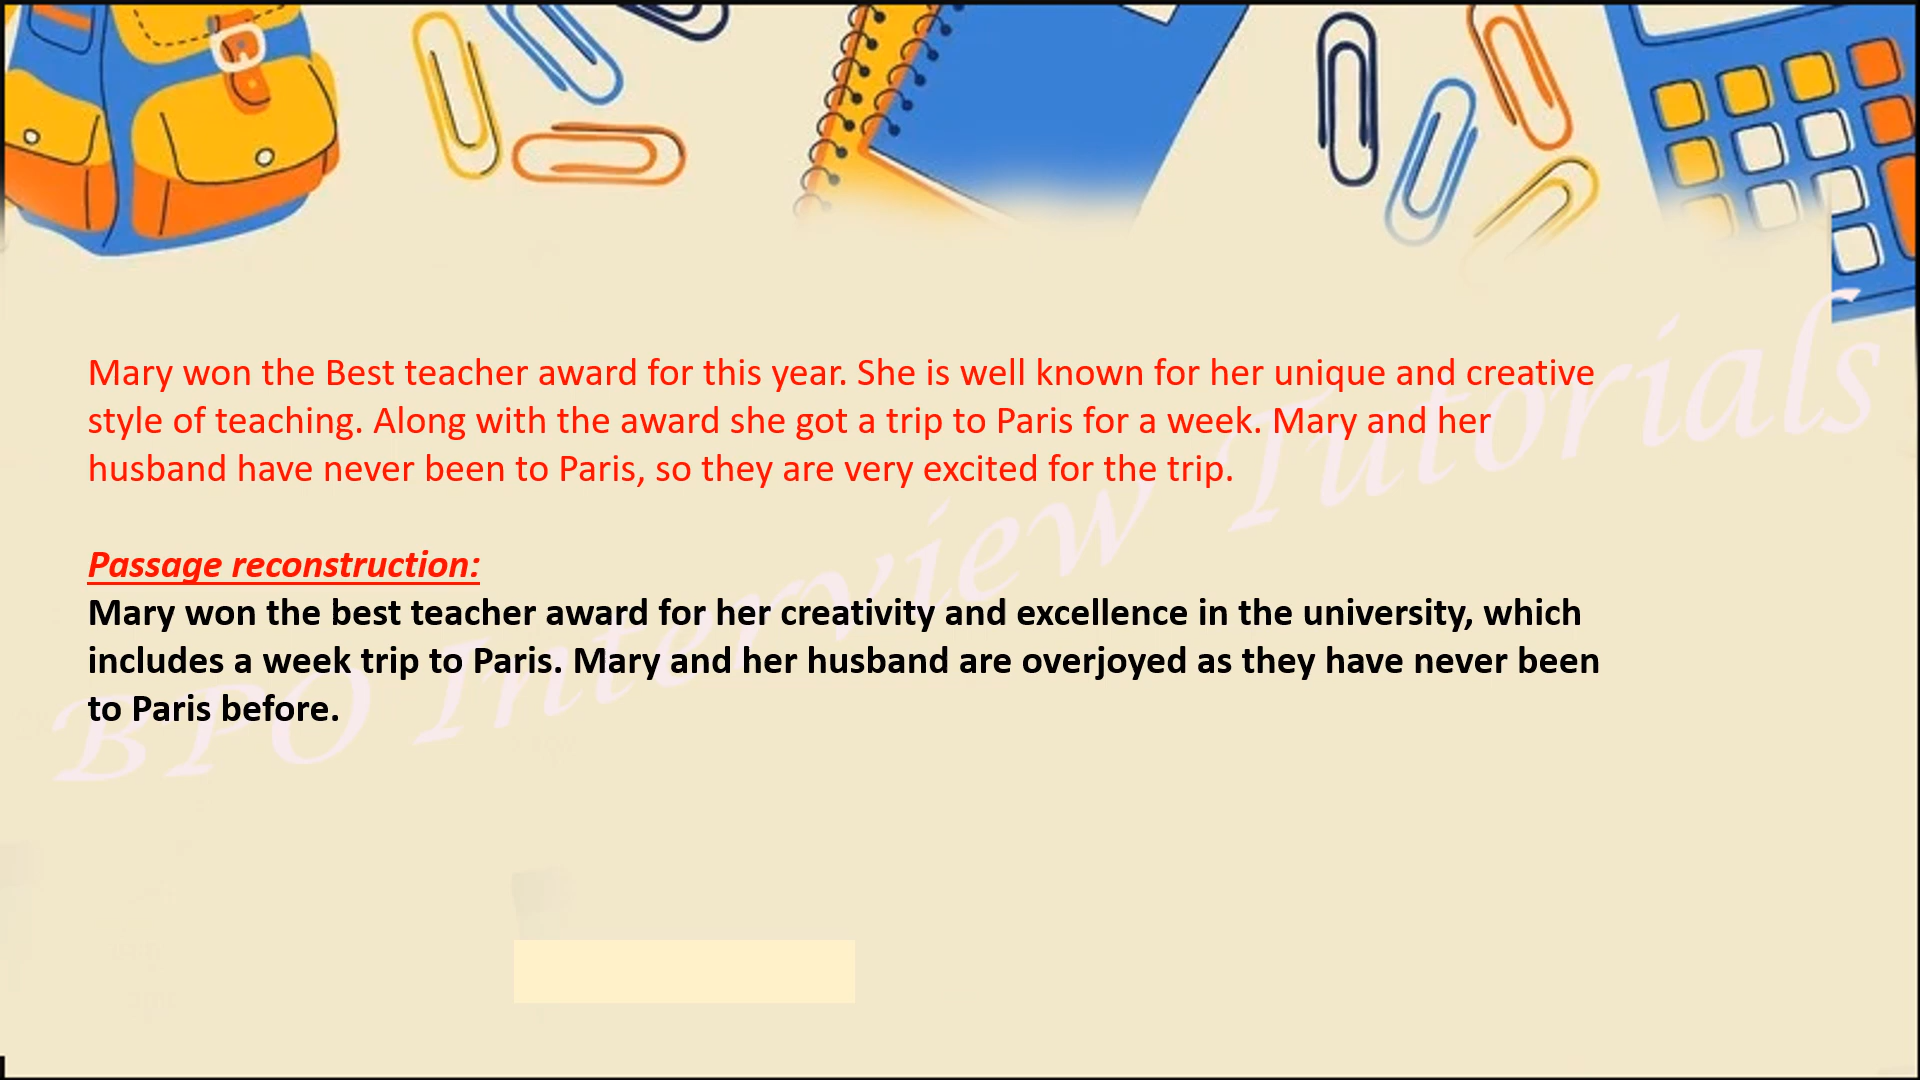 Mary won the Best teacher award for this year. She is well known for her unique and creative
style of teaching. Along with the award she got a trip to Paris for a week. Mary and her
husband have never been to Paris, so they are very excited for the trip.
Passage reconstruction:
Mary won the best teacher award for her creativity and excellence in the university, which
includes a week trip to Paris. Mary and her husband are overjoyed as they have never been
to Paris before.
BPO Interview Tutorials